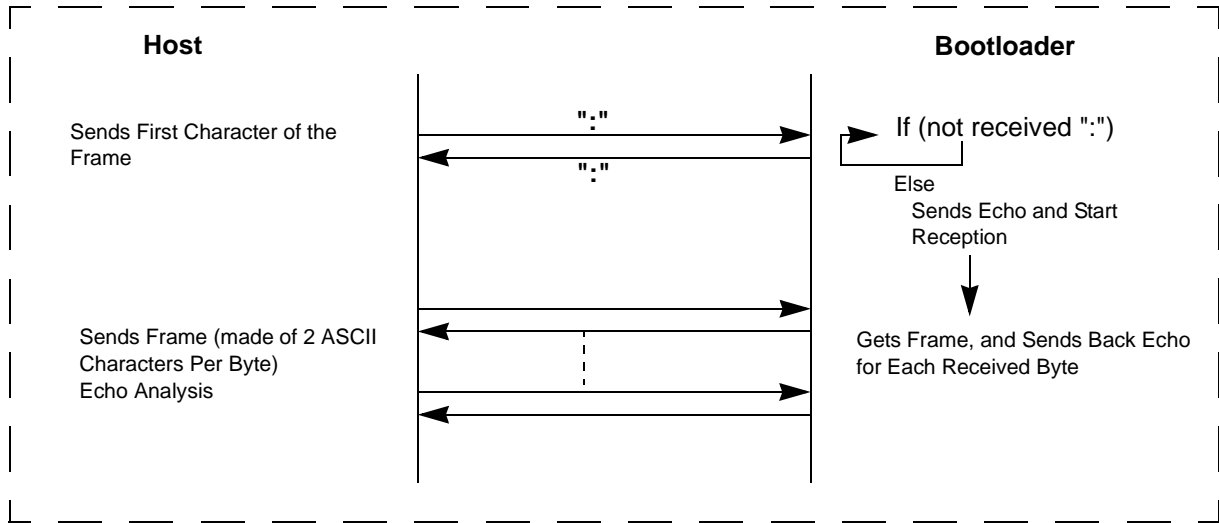 Host
Bootloader
Sends First Character of the
Frame
":"
":"
If (not received ":")
Else
Sends Echo and Start
Reception
Sends Frame (made of 2 ASCII
Characters Per Byte)
Echo Analysis
Gets Frame, and Sends Back Echo
for Each Received Byte